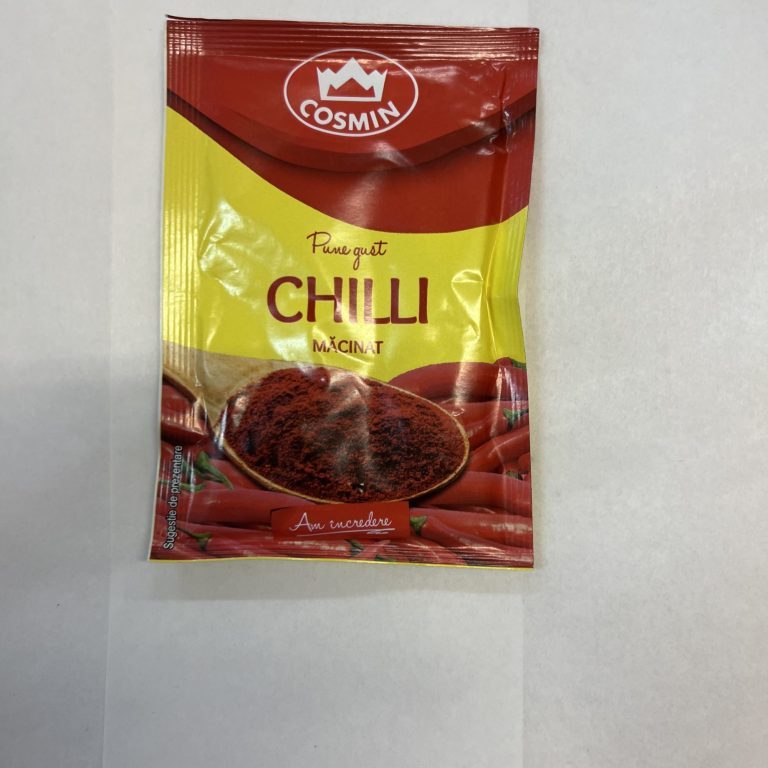 COSMIN
Pune gust
CHILLI
MĂCINAT
Sugestie de prezentare
Am încredere